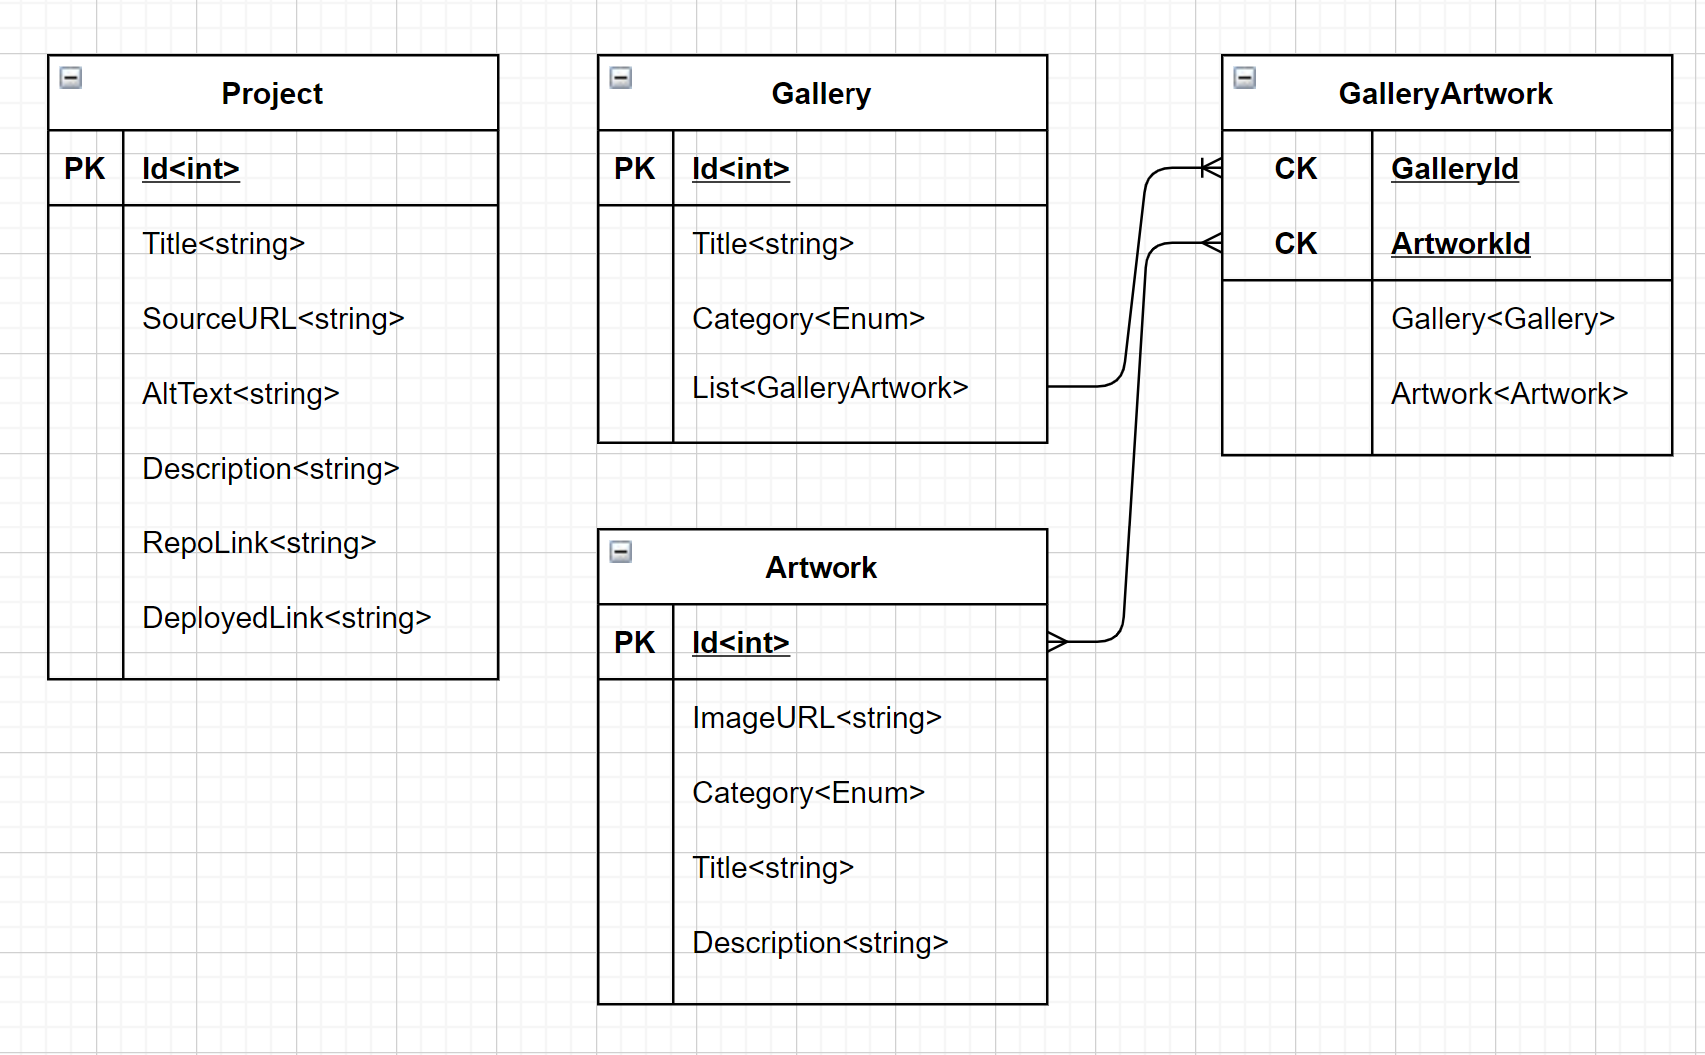 Project
PK Id<int>
Title<string>
SourceURL<string>
AltText<string>
Description<string>
RepoLink<string>
DeployedLink<string>
Gallery
PK Id<int>
Title<string>
Category<Enum>
List<GalleryArtwork>
Artwork
PK Id<int>
ImageURL<string>
Category<Enum>
Title<string>
Description<string>
GalleryArtwork
CK GalleryId
CK ArtworkId
Gallery<Gallery>
Artwork<Artwork>